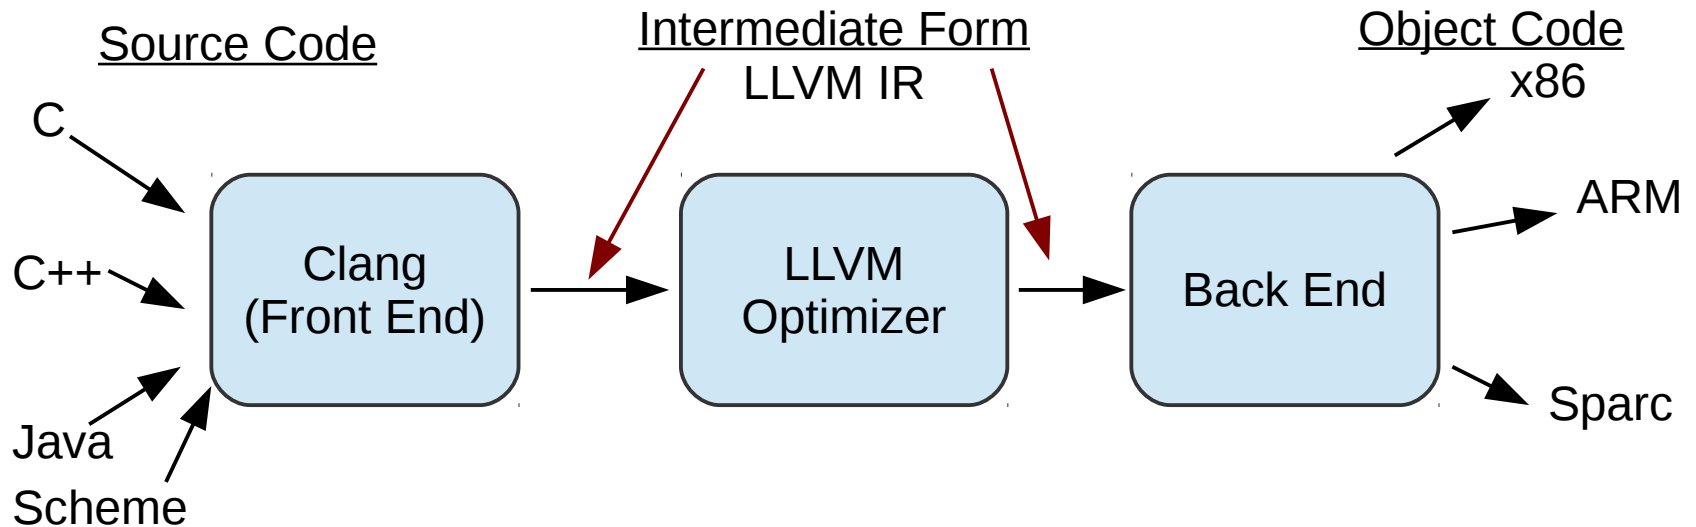 Source Code
Intermediate Form
LLVM IR
Object Code
x86
C
C++
Java
Scheme
Clang
(Front End)
LLVM
Optimizer
Back End
ARM
Sparc